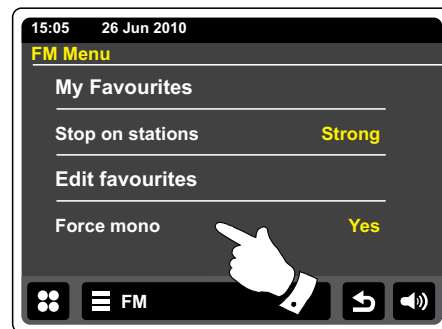 15:05 26 Jun 2010
FM Menu
My Favourites
Stop on stations Strong
Edit favourites
Force mono Yes
FM